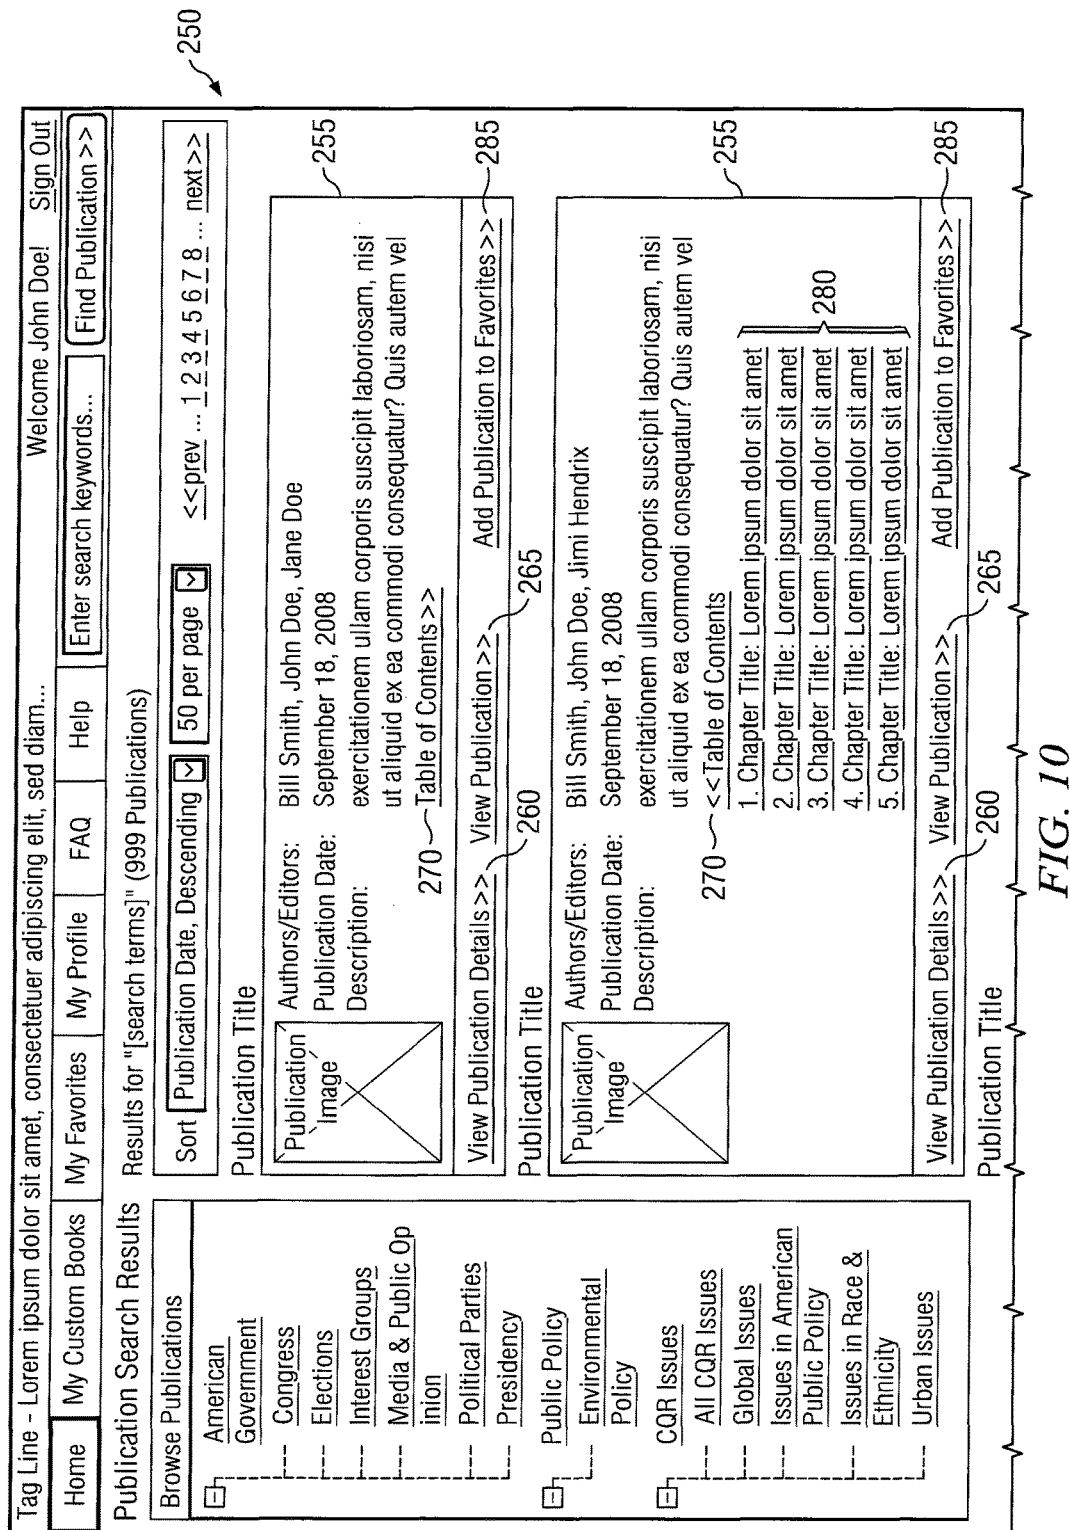 Tag Line - Lorem ipsum dolor sit amet, consectetuer adipiscing elit, sed diam... Welcome John Doe! Sign Out
Home My Custom Books My Favorites My Profile FAQ Help Enter search keywords... Find Publication >>
250
Publication Search Results
Browse Publications
American
Government
Congress
Elections
Interest Groups
Media & Public Op
inion
Political Parties
Presidency
Public Policy
Environmental
Policy
CQR Issues
All CQR Issues
Global Issues
Issues in American
Public Policy
Issues in Race &
Ethnicity
Urban Issues
Results for "[search terms]" (999 Publications)
Sort Publication Date, Descending 50 per page <<prev ... 1 2 3 4 5 6 7 8 ... next>>
Publication Title
255
Publication
Image
Authors/Editors: Bill Smith, John Doe, Jane Doe
Publication Date: September 18, 2008
Description: exercitationem ullam corporis suscipit laboriosam, nisi
ut aliquid ex ea commodi consequatur? Quis autem vel
270 Table of Contents>>
View Publication Details>> View Publication>> Add Publication to Favorites>>
260 265 285
Publication Title
255
Publication
Image
Authors/Editors: Bill Smith, John Doe, Jimi Hendrix
Publication Date: September 18, 2008
Description: exercitationem ullam corporis suscipit laboriosam, nisi
ut aliquid ex ea commodi consequatur? Quis autem vel
270 <<Table of Contents
1. Chapter Title: Lorem ipsum dolor sit amet
2. Chapter Title: Lorem ipsum dolor sit amet
3. Chapter Title: Lorem ipsum dolor sit amet
4. Chapter Title: Lorem ipsum dolor sit amet
5. Chapter Title: Lorem ipsum dolor sit amet
280
View Publication Details>> View Publication>> Add Publication to Favorites>>
260 265 285
Publication Title
FIG. 10